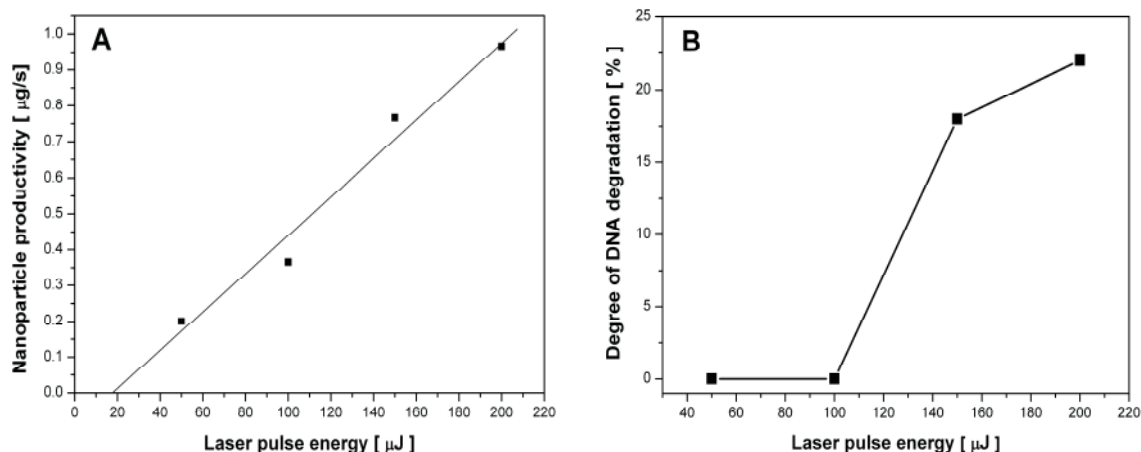 A
Nanoparticle productivity [ μg/s]
1.0
0.9
0.8
0.7
0.6
0.5
0.4
0.3
0.2
0.1
0.0
0 20 40 60 80 100 120 140 160 180 200 220
Laser pulse energy [ μJ ]
B
Degree of DNA degradation [ % ]
25
20
15
10
5
0
40 60 80 100 120 140 160 180 200 220
Laser pulse energy [ μJ ]